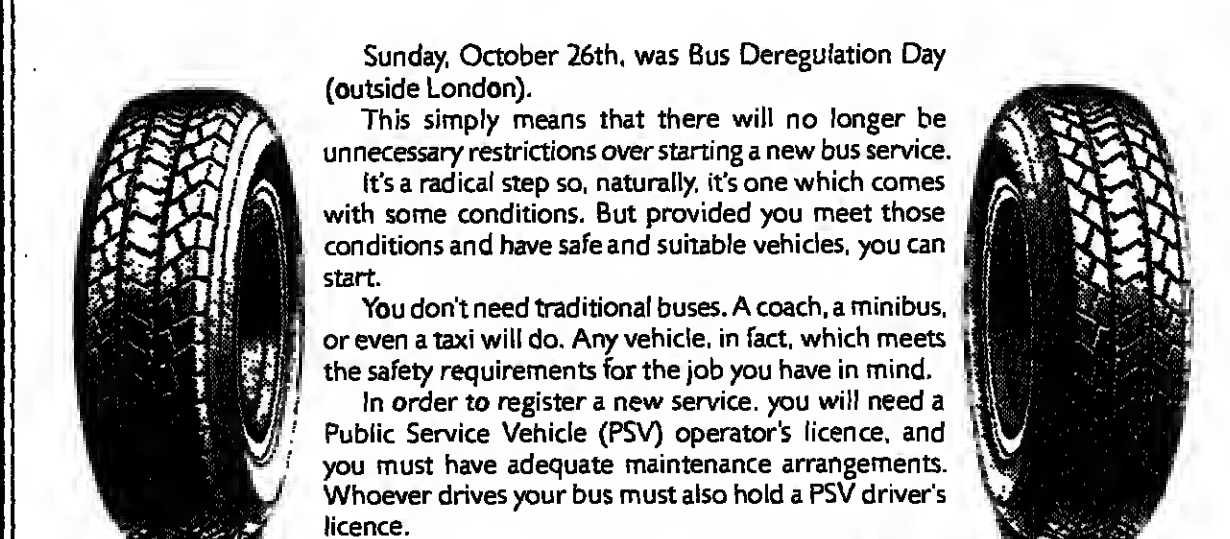 Sunday, October 26th, was Bus Deregulation Day
(outside London).
This simply means that there will no longer be
unnecessary restrictions over starting a new bus service.
It's a radical step so, naturally, it's one which comes
with some conditions. But provided you meet those
conditions and have safe and suitable vehicles, you can
start.
You don't need traditional buses. A coach, a minibus,
or even a taxi will do. Any vehicle, in fact, which meets
the safety requirements for the job you have in mind.
In order to register a new service, you will need a
Public Service Vehicle (PSV) operator's licence, and
you must have adequate maintenance arrangements.
Whoever drives your bus must also hold a PSV driver's
licence.